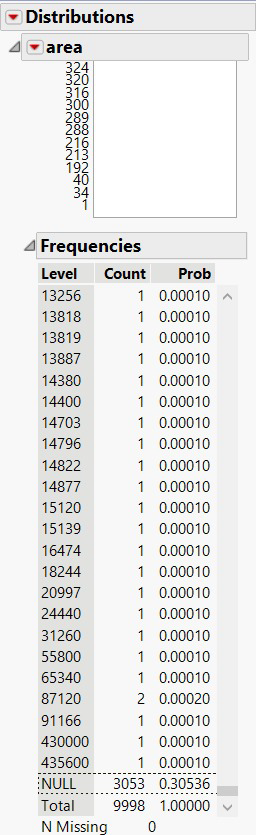 Distributions
area
324
320
316
300
289
288
216
213
192
40
34
1
Frequencies
Level Count Prob
13256 1 0.00010
13818 1 0.00010
13819 1 0.00010
13887 1 0.00010
14380 1 0.00010
14400 1 0.00010
14703 1 0.00010
14796 1 0.00010
14822 1 0.00010
14877 1 0.00010
15120 1 0.00010
15139 1 0.00010
16474 1 0.00010
18244 1 0.00010
20997 1 0.00010
24440 1 0.00010
31260 1 0.00010
55800 1 0.00010
65340 1 0.00010
87120 2 0.00020
91166 1 0.00010
430000 1 0.00010
435600 1 0.00010
NULL 3053 0.30536
Total 9998 1.00000
N Missing 0